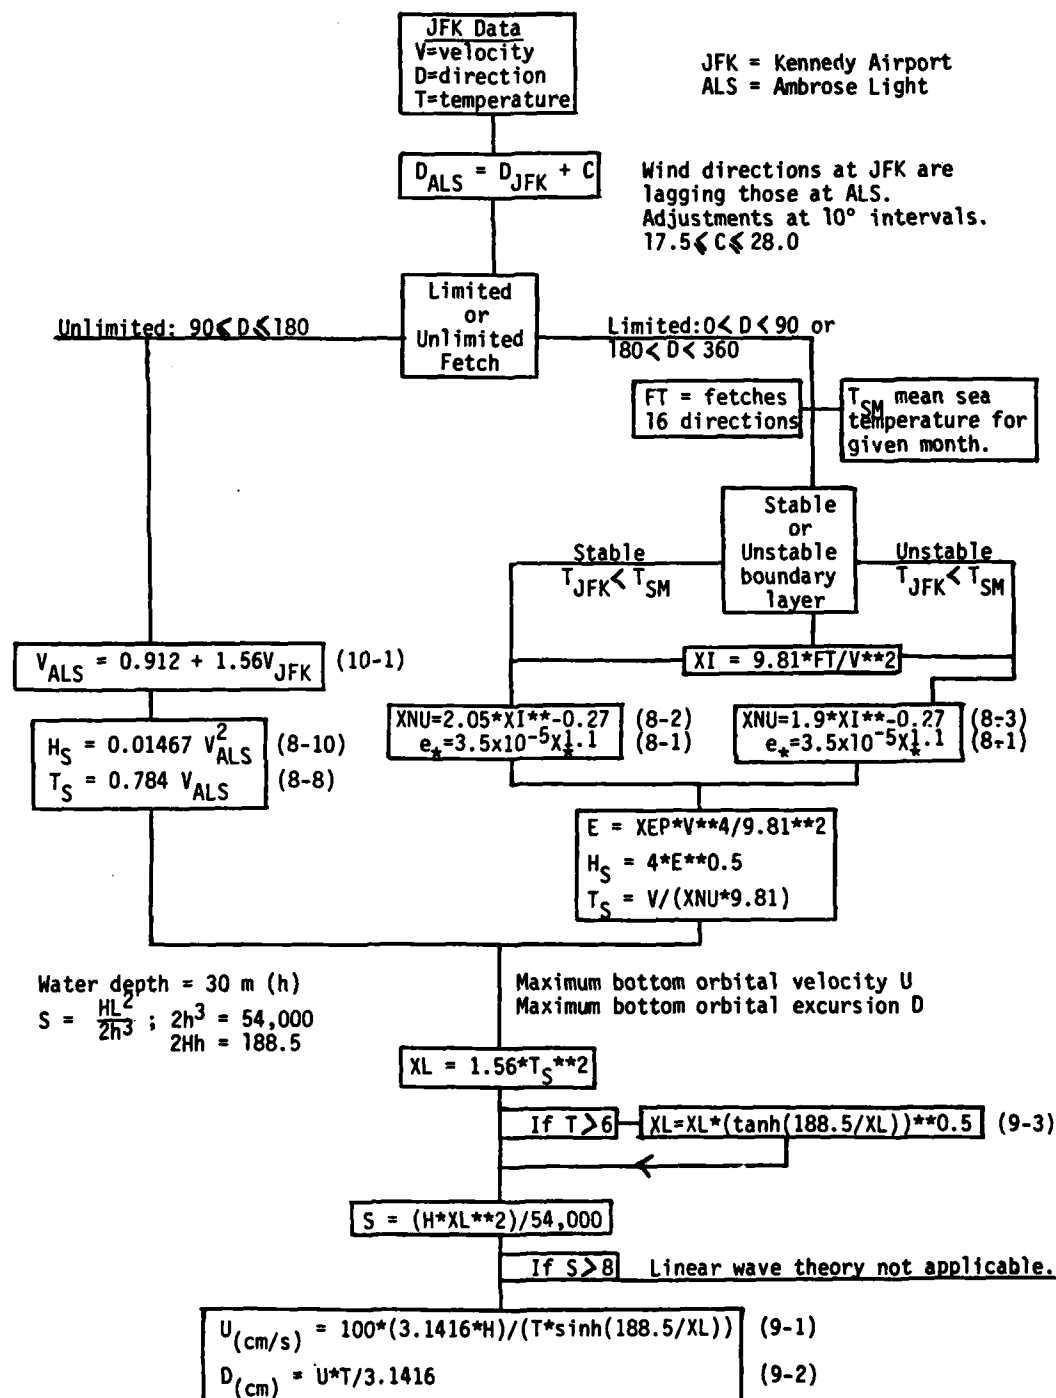 JFK Data
V=velocity
D=direction
T=temperature
JFK = Kennedy Airport
ALS = Ambrose Light
D_ALS = D_JFK + C
Wind directions at JFK are
lagging those at ALS.
Adjustments at 10° intervals.
17.5≤C≤28.0
Limited
or
Unlimited
Fetch
Unlimited: 90≤D≤180
Limited:0<D<90 or
180<D<360
FT = fetches
16 directions
T_SM mean sea
temperature for
given month.
Stable
or
Unstable
boundary
layer
Stable
T_JFK<T_SM
Unstable
T_JFK<T_SM
XI = 9.81*FT/V**2
V_ALS = 0.912 + 1.56V_JFK (10-1)
H_S = 0.01467 V²_ALS (8-10)
T_S = 0.784 V_ALS (8-8)
XNU=2.05*XI**-0.27 (8-2)
e_*=3.5x10⁻⁵X_*¹.1 (8-1)
XNU=1.9*XI**-0.27 (8-3)
e_*=3.5x10⁻⁵X_*¹.1 (8-1)
E = XEP*V**4/9.81**2
H_S = 4*E**0.5
T_S = V/(XNU*9.81)
Water depth = 30 m (h)
S = HL²/2h³ ; 2h³ = 54,000
2Hh = 188.5
Maximum bottom orbital velocity U
Maximum bottom orbital excursion D
XL = 1.56*T_S**2
If T>6
XL=XL*(tanh(188.5/XL))**0.5 (9-3)
S = (H*XL**2)/54,000
If S>8 Linear wave theory not applicable.
U_(cm/s) = 100*(3.1416*H)/(T*sinh(188.5/XL)) (9-1)
D_(cm) = U*T/3.1416 (9-2)